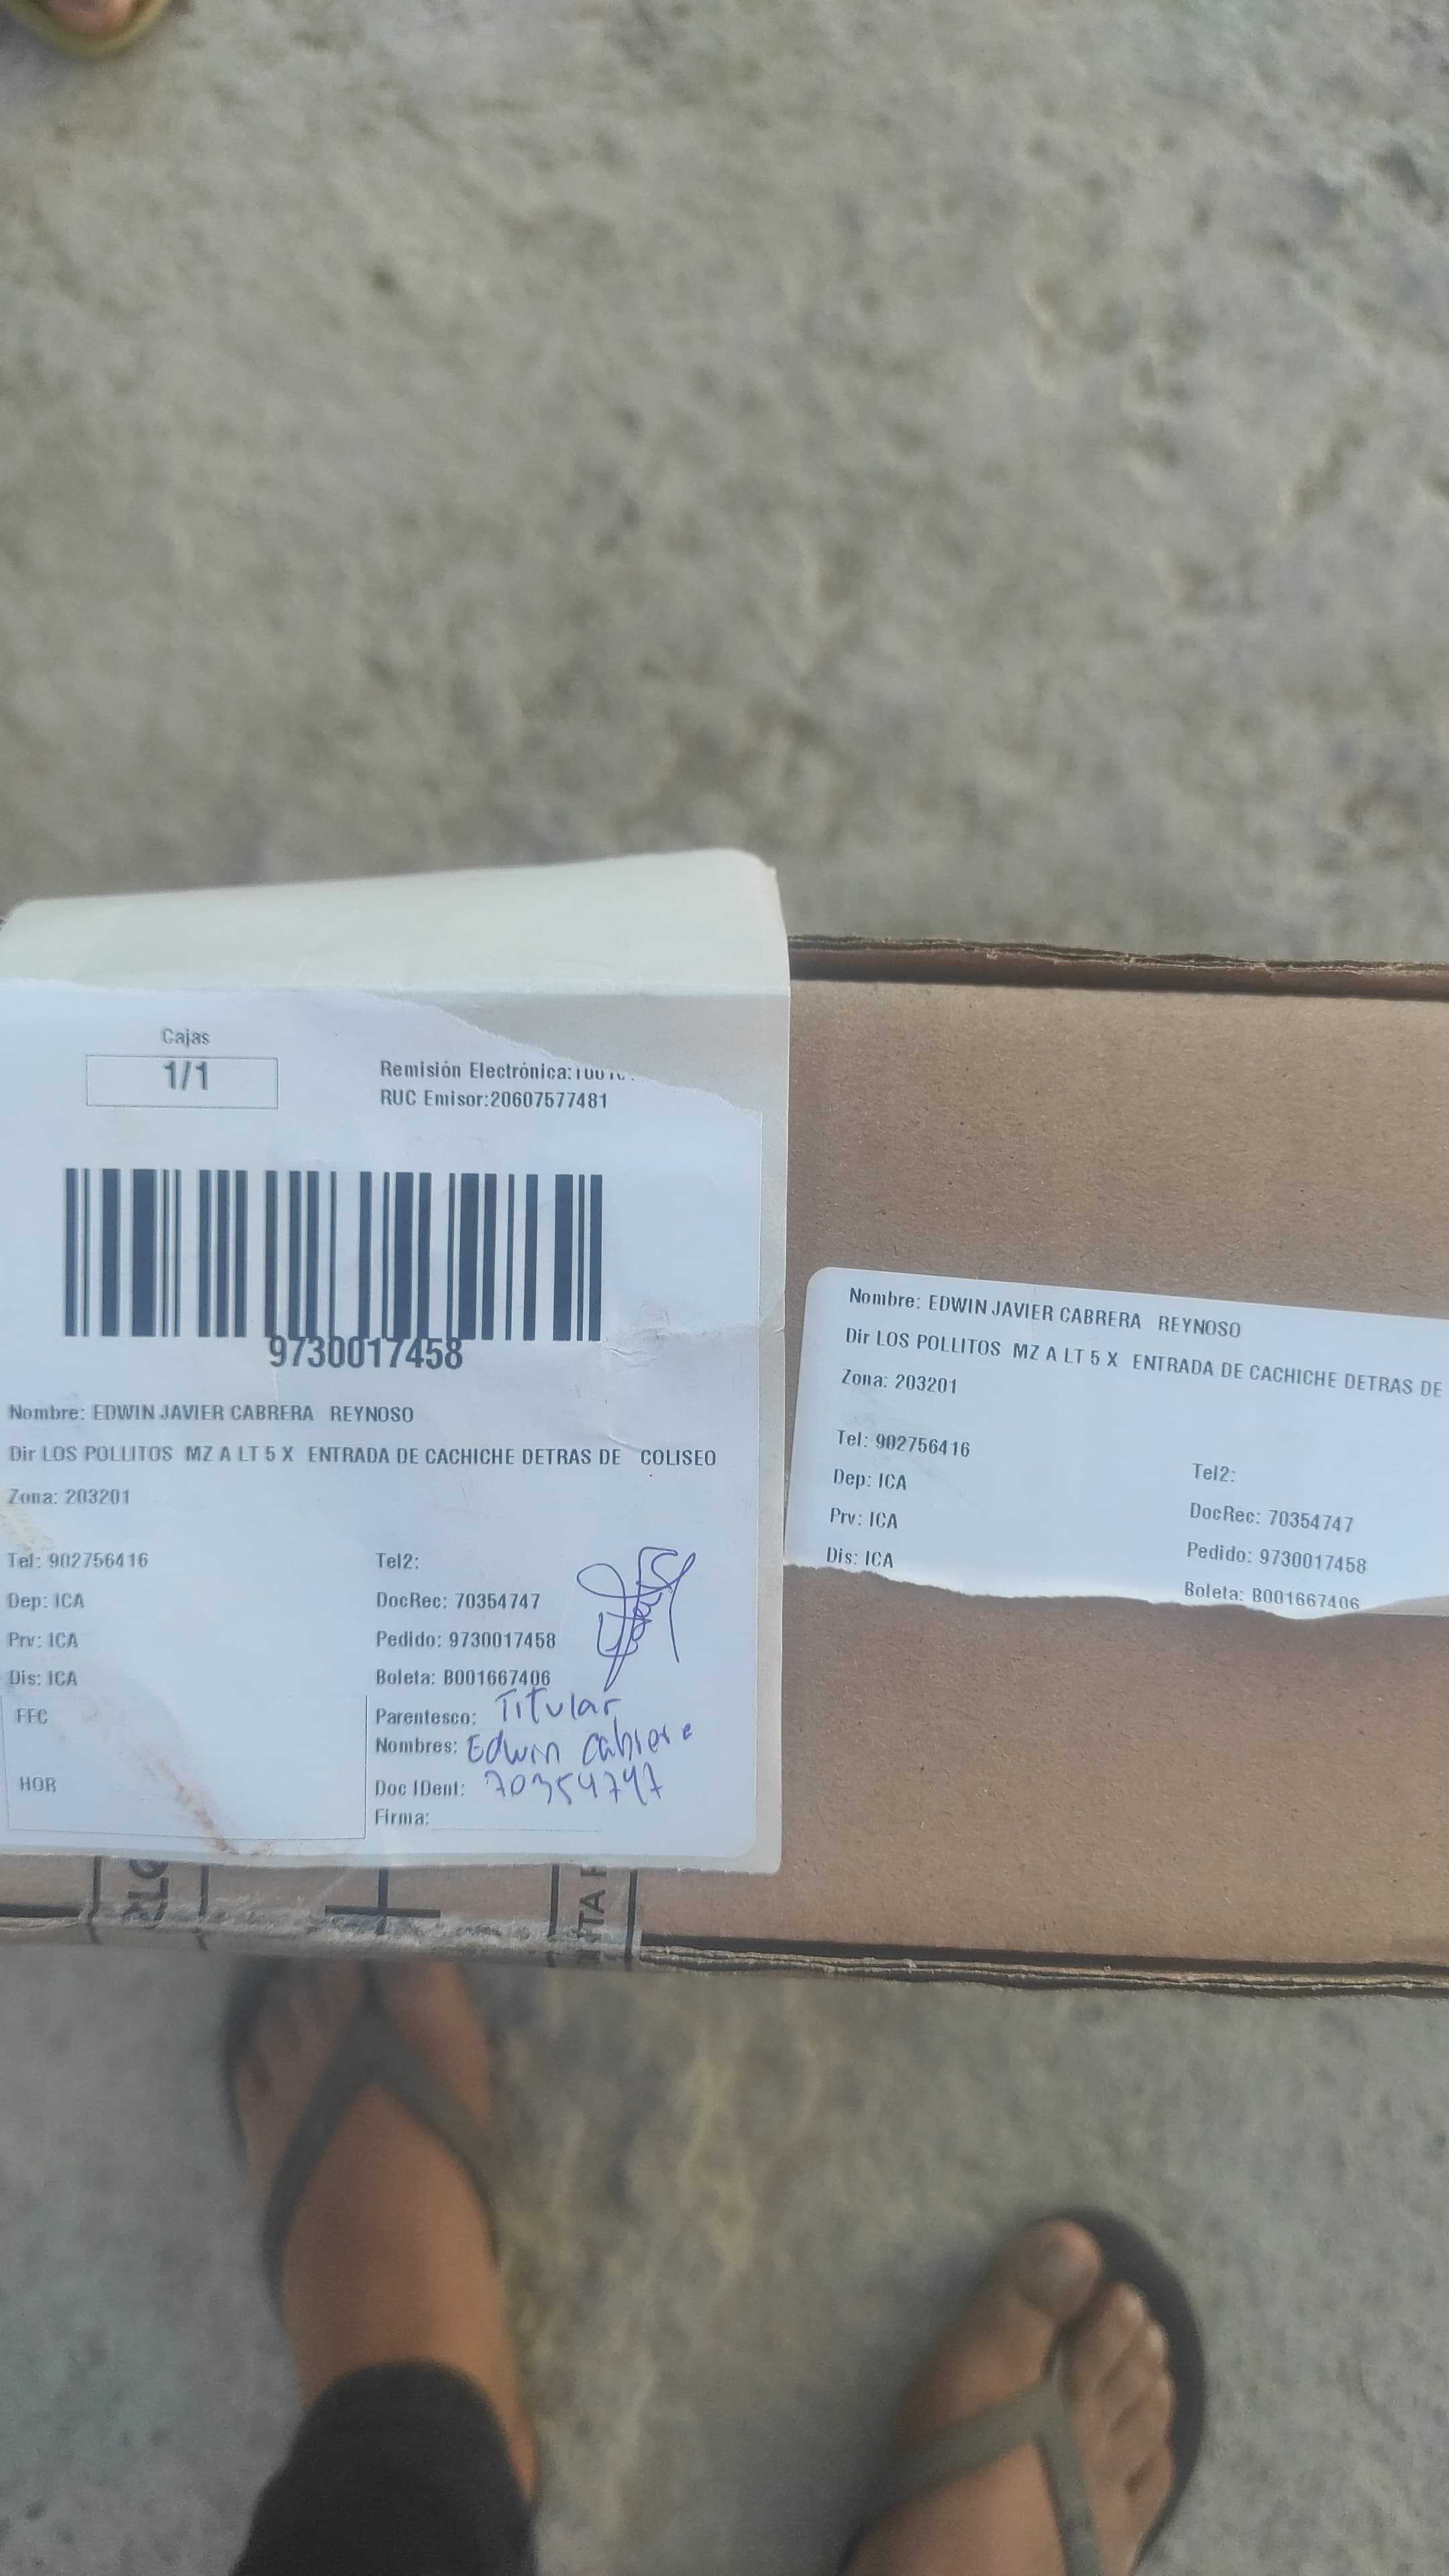 Cajas
1/1
Remisión Electrónica:
RUC Emisor:20607577481
9730017458
Nombre: EDWIN JAVIER CABRERA REYNOSO
Dir LOS POLLITOS MZ A LT 5 X ENTRADA DE CACHICHE DETRAS DE COLISEO
Zona: 203201
Tel: 902756416
Tel2:
Dep: ICA
DocRec: 70354747
Prv: ICA
Pedido: 9730017458
Dis: ICA
Boleta: B001667406
FEC
Parentesco: Titular
Nombres: Edwin Cabrera
HOR
Doc IDent: 70354747
Firma:
Nombre: EDWIN JAVIER CABRERA REYNOSO
Dir LOS POLLITOS MZ A LT 5 X ENTRADA DE CACHICHE DETRAS DE
Zona: 203201
Tel: 902756416
Tel2:
Dep: ICA
DocRec: 70354747
Prv: ICA
Pedido: 9730017458
Dis: ICA
Boleta: B001667406